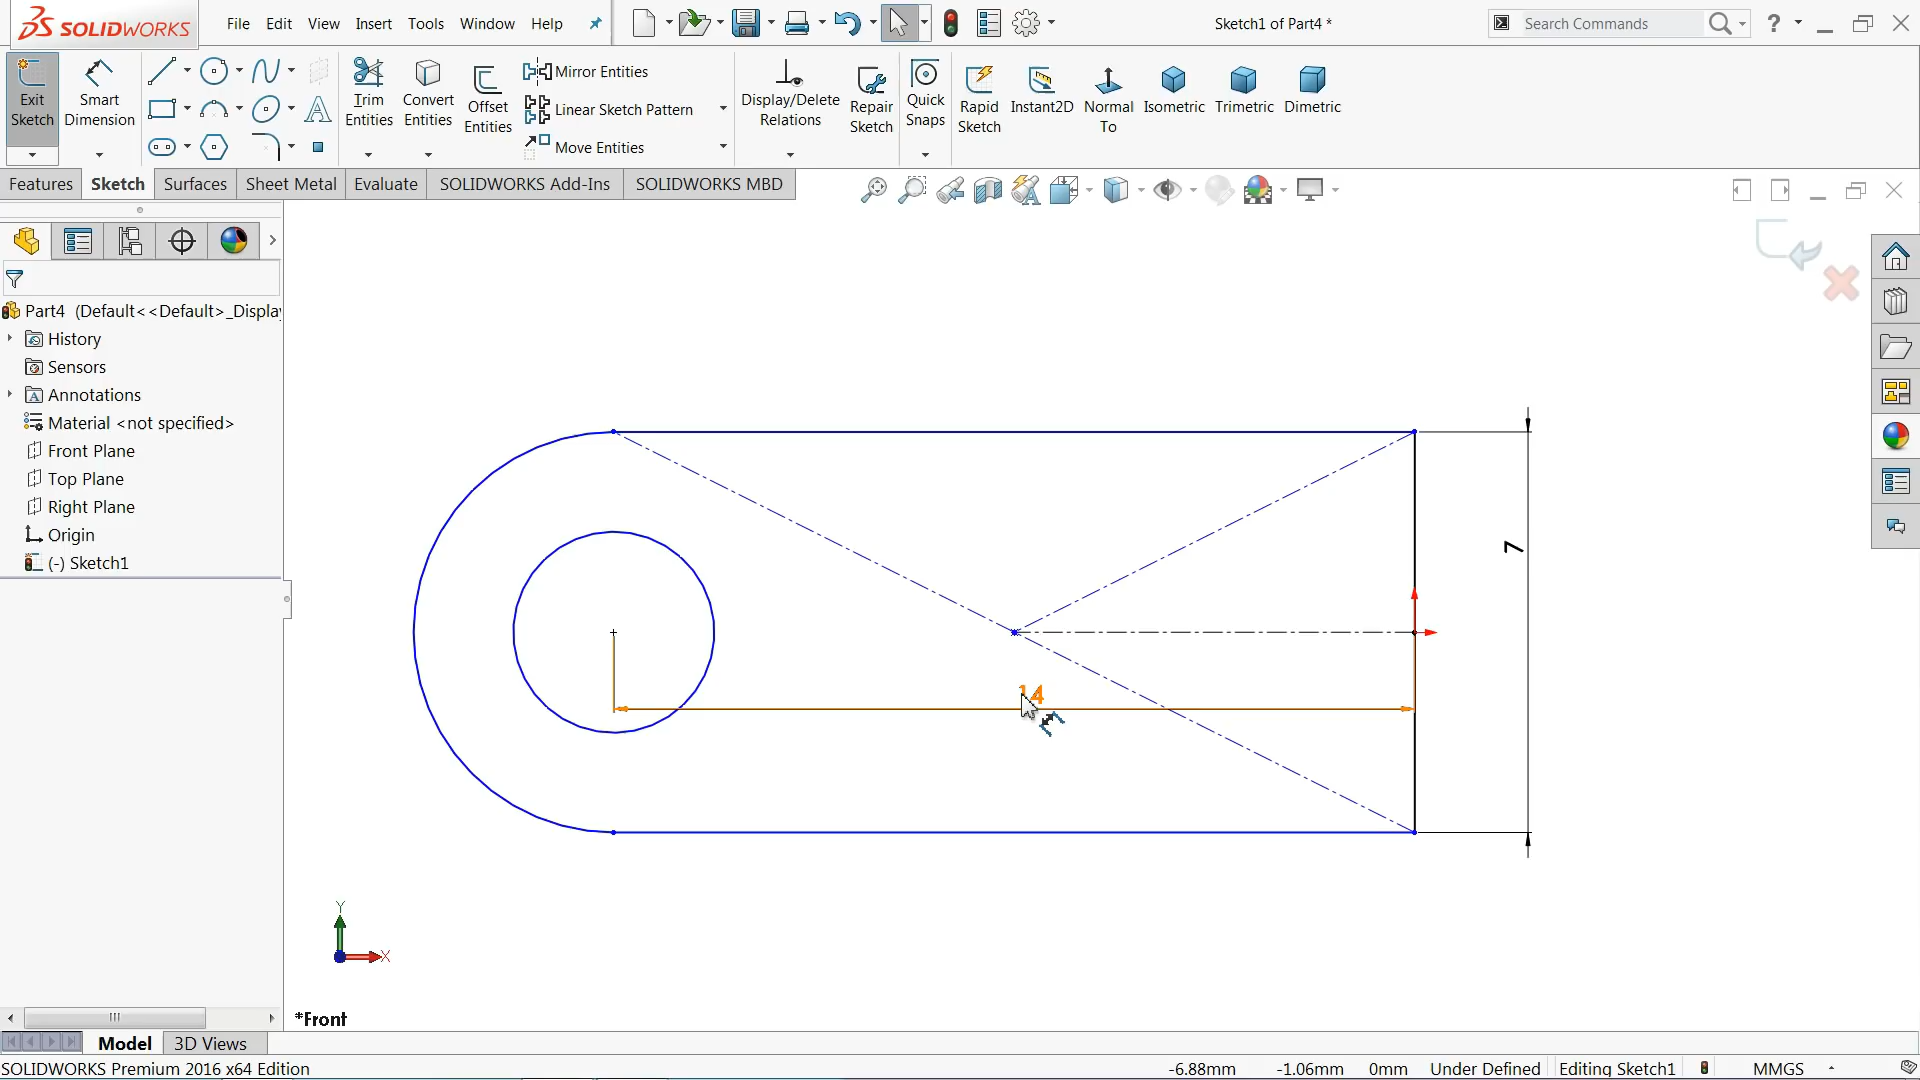 SOLIDWORKS File Edit View Insert Tools Window Help Sketch1 of Part4 * Search Commands ?
Exit Sketch
Smart Dimension
Trim Entities
Convert Entities
Offset Entities
Mirror Entities
Linear Sketch Pattern
Move Entities
Display/Delete Relations
Repair Sketch
Quick Snaps
Rapid Sketch
Instant2D
Normal To
Isometric
Trimetric
Dimetric
Features Sketch Surfaces Sheet Metal Evaluate SOLIDWORKS Add-Ins SOLIDWORKS MBD
Part4 (Default<<Default>_Displa
History
Sensors
Annotations
Material <not specified>
Front Plane
Top Plane
Right Plane
Origin
(-) Sketch1
7
14
Y
X
*Front
Model 3D Views
SOLIDWORKS Premium 2016 x64 Edition -6.88mm -1.06mm 0mm Under Defined Editing Sketch1 MMGS